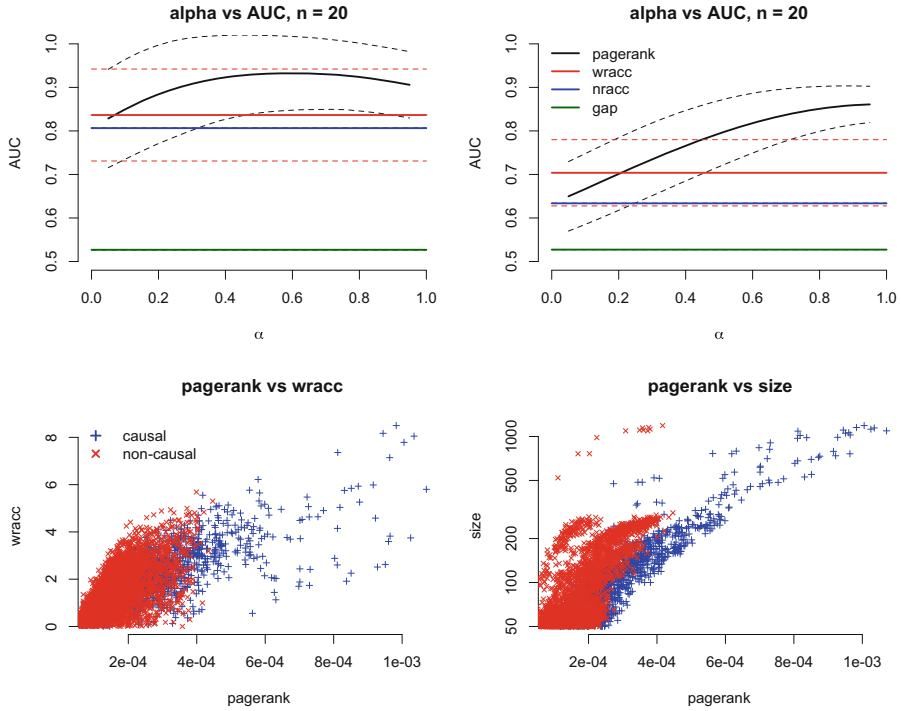 alpha vs AUC, n = 20
AUC
1.0
0.9
0.8
0.7
0.6
0.5
0.0 0.2 0.4 0.6 0.8 1.0
α
alpha vs AUC, n = 20
AUC
1.0
0.9
0.8
0.7
0.6
0.5
pagerank
wracc
nracc
gap
0.0 0.2 0.4 0.6 0.8 1.0
α
pagerank vs wracc
wracc
8
6
4
2
0
causal
non-causal
2e-04 4e-04 6e-04 8e-04 1e-03
pagerank
pagerank vs size
size
1000
500
200
100
50
2e-04 4e-04 6e-04 8e-04 1e-03
pagerank